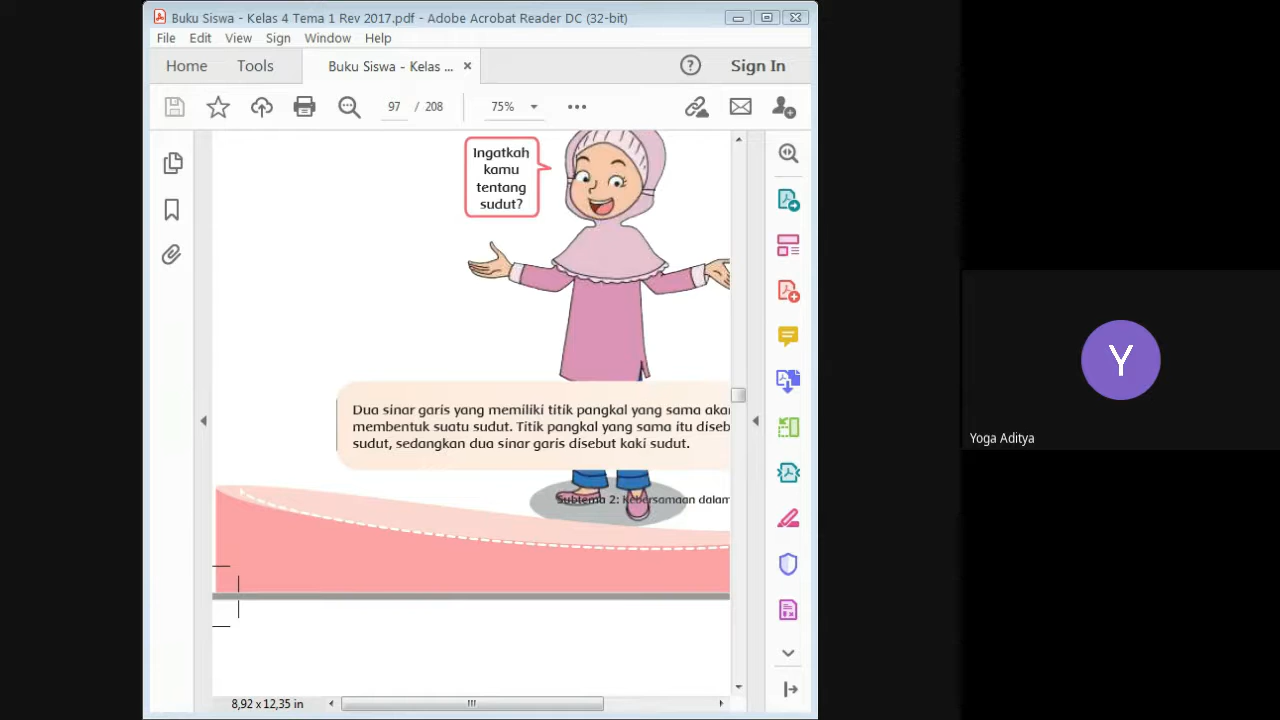 Buku Siswa - Kelas 4 Tema 1 Rev 2017.pdf - Adobe Acrobat Reader DC (32-bit)
File Edit View Sign Window Help
Home Tools Buku Siswa - Kelas ... Sign In
97 / 208 75%
Ingatkah
kamu
tentang
sudut?
Dua sinar garis yang memiliki titik pangkal yang sama
membentuk suatu sudut. Titik pangkal yang sama itu
sudut, sedangkan dua sinar garis disebut kaki sudut.
Subtema 2: Kebersamaan dalam
8,92 x 12,35 in
Y
Yoga Aditya